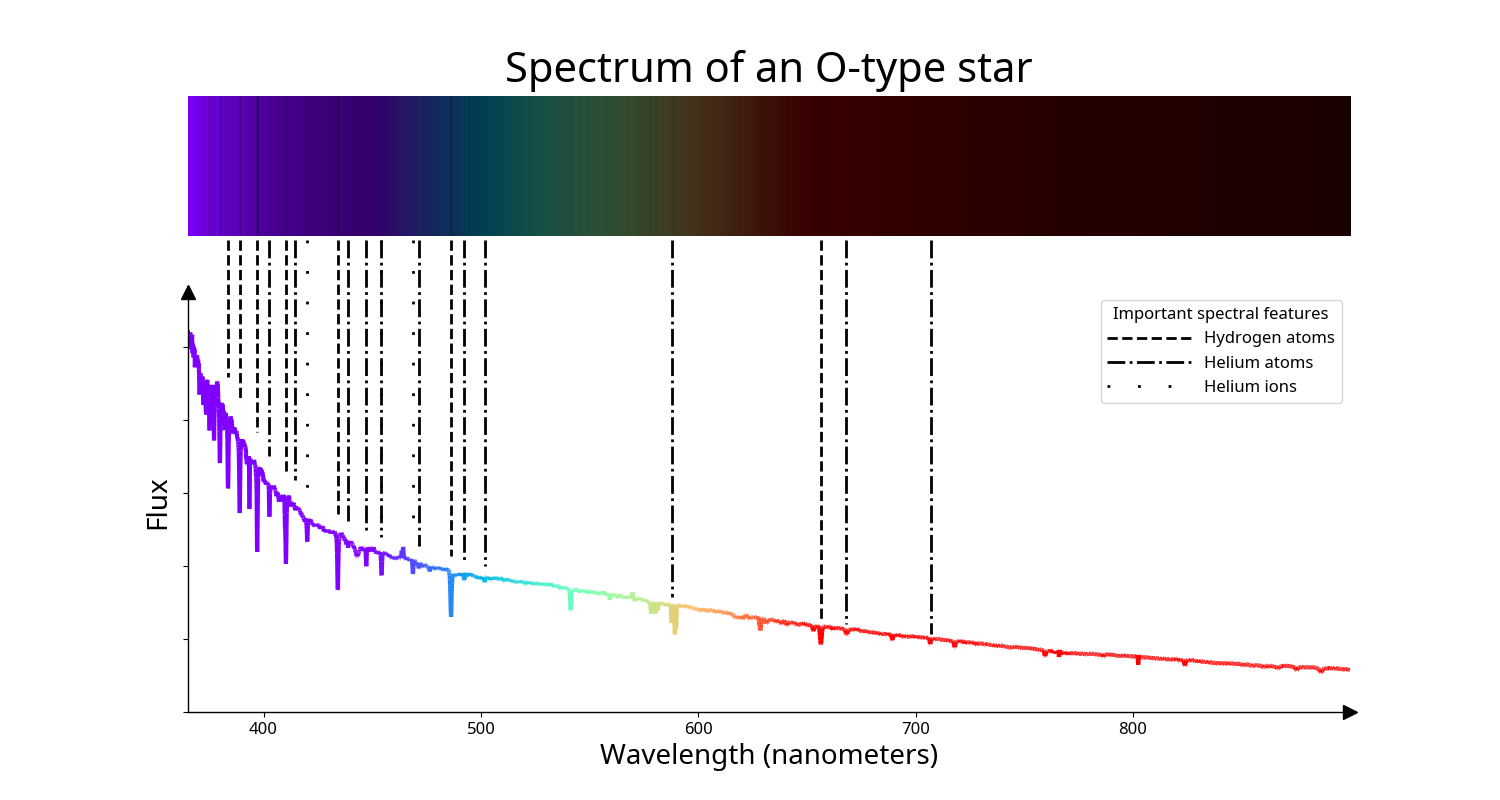 Spectrum of an O-type star
Important spectral features
Hydrogen atoms
Helium atoms
Helium ions
Flux
400 500 600 700 800
Wavelength (nanometers)